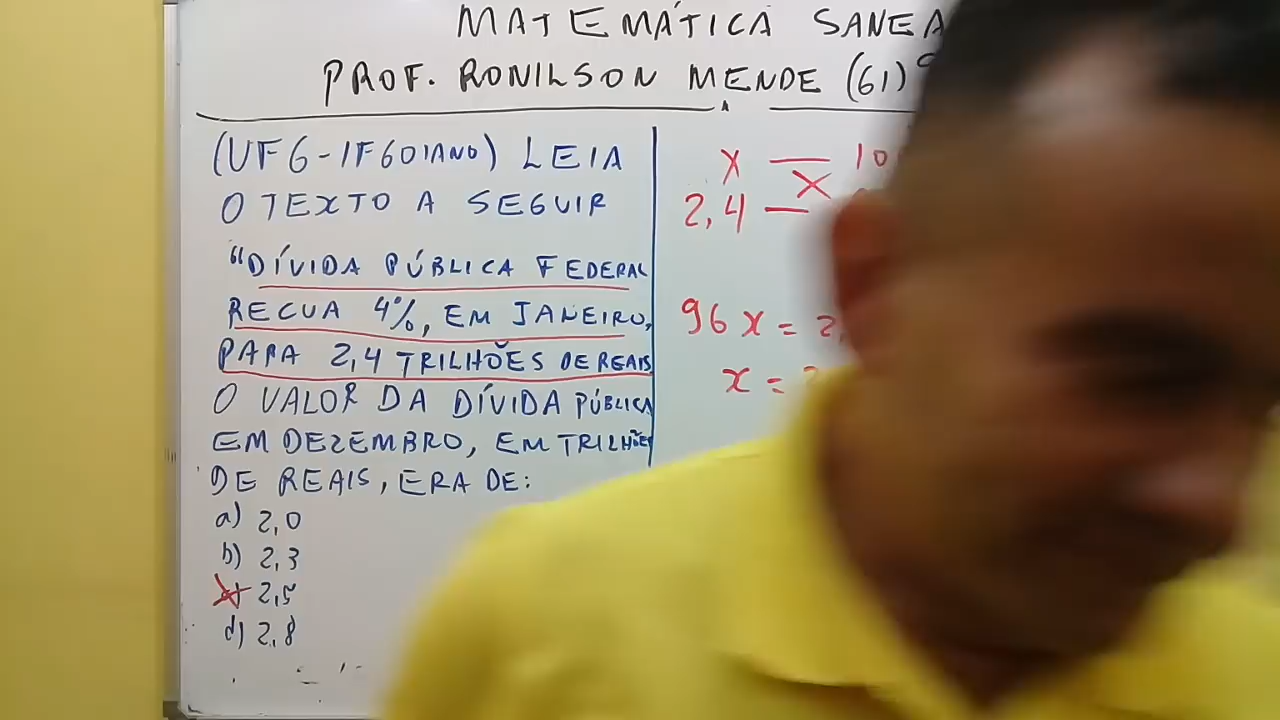 MATEMÁTICA
PROF. RONILSON MENDE (61)
(UFG-IFGOIANO) LEIA
O TEXTO A SEGUIR
"DÍVIDA PÚBLICA FEDERAL
RECUA 4%, EM JANEIRO,
PARA 2,4 TRILHÕES DE REAIS
O VALOR DA DÍVIDA PÚBLICA
EM DEZEMBRO, EM TRILHÕES
DE REAIS, ERA DE:
a) 2,0
b) 2,3
2,5
d) 2,8
x — 10
2,4 —
96 x = 2,
x = 2